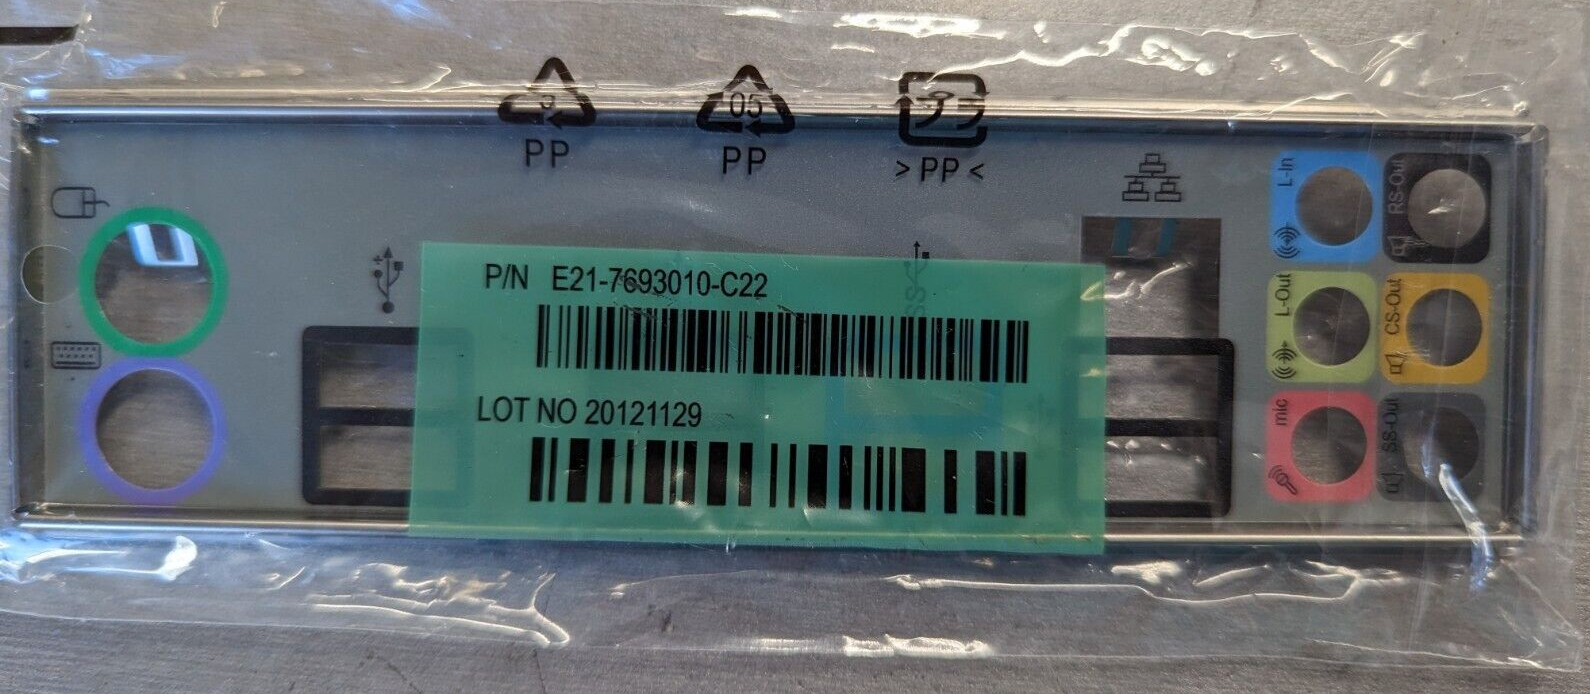 05
PP
PP
>PP<
P/N E21-7693010-C22
LOT NO 20121129
SS
L-In
RS-Out
L-Out
CS-Out
mic
SS-Out